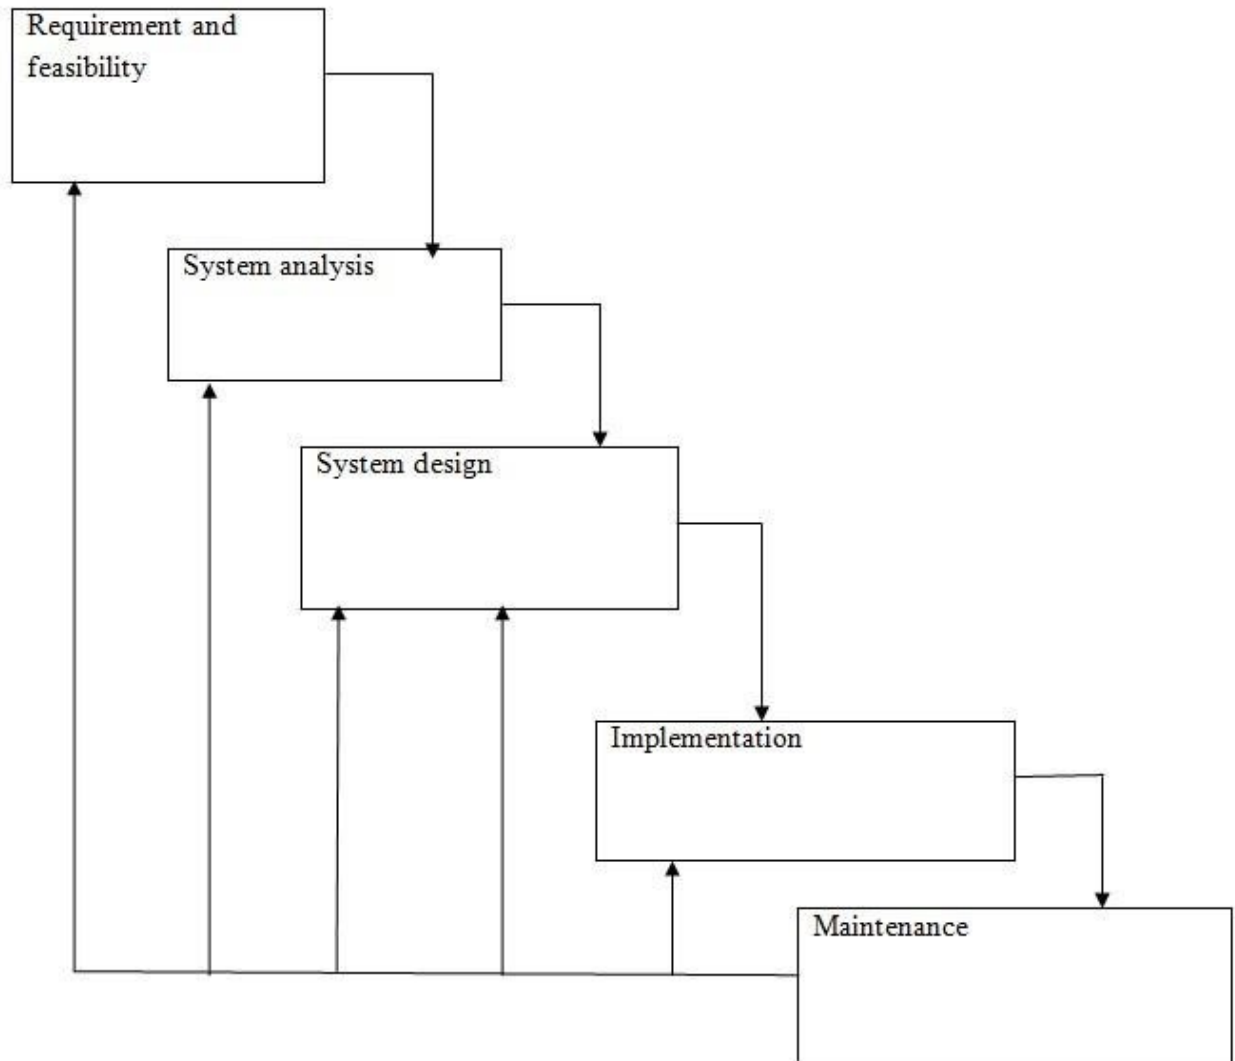 Requirement and
feasibility
System analysis
System design
Implementation
Maintenance